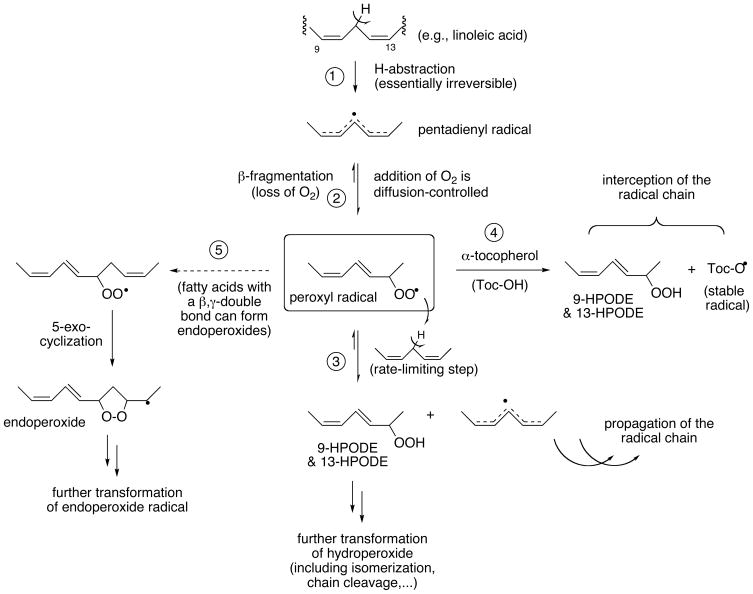 H
9
13
(e.g., linoleic acid)
1
H-abstraction
(essentially irreversible)
pentadienyl radical
β-fragmentation
(loss of O2)
2
addition of O2 is
diffusion-controlled
interception of the
radical chain
5
4
α-tocopherol
(Toc-OH)
OO•
(fatty acids with
a β,γ-double
bond can form
endoperoxides)
peroxyl radical
OO•
OOH
9-HPODE
& 13-HPODE
+
Toc-O•
(stable
radical)
5-exo-
cyclization
3
H
(rate-limiting step)
O-O
endoperoxide
OOH
9-HPODE
& 13-HPODE
+
propagation of the
radical chain
further transformation
of endoperoxide radical
further transformation
of hydroperoxide
(including isomerization,
chain cleavage,...)